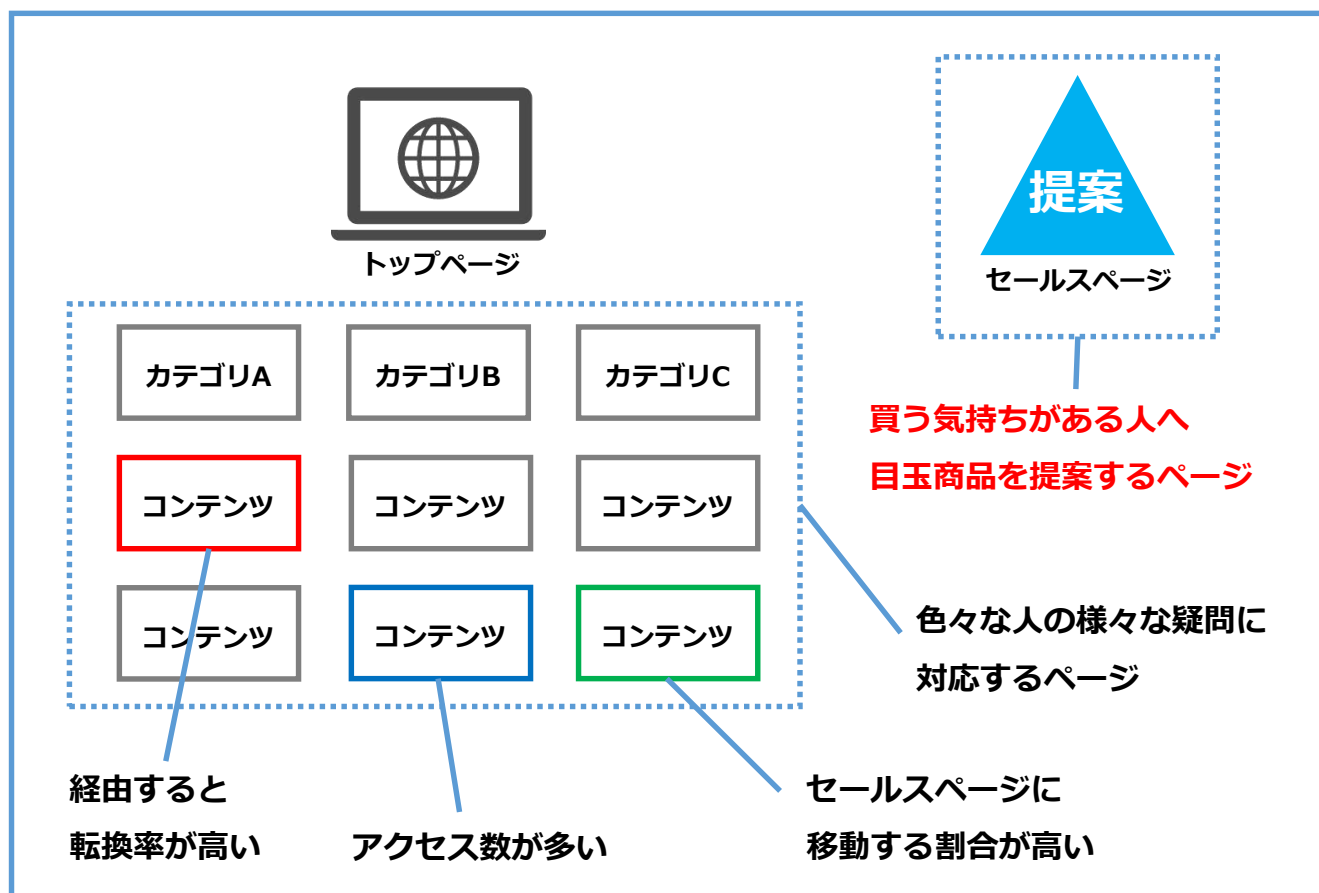 トップページ
提案
セールスページ
カテゴリA
カテゴリB
カテゴリC
コンテンツ
コンテンツ
コンテンツ
コンテンツ
コンテンツ
コンテンツ
買う気持ちがある人へ
目玉商品を提案するページ
色々な人の様々な疑問に
対応するページ
経由すると
転換率が高い
アクセス数が多い
セールスページに
移動する割合が高い